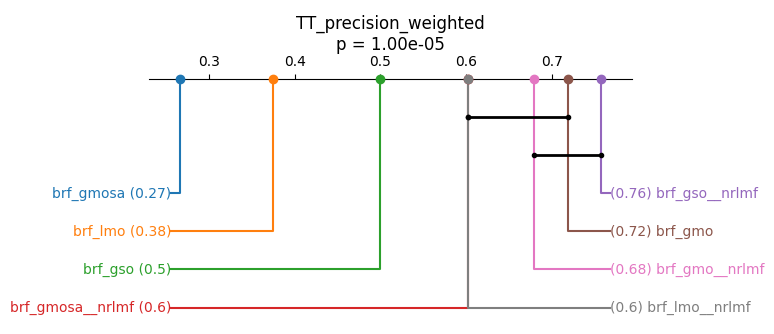 TT_precision_weighted
p = 1.00e-05
0.3 0.4 0.5 0.6 0.7
brf_gmosa (0.27) (0.76) brf_gso__nrlmf
brf_lmo (0.38) (0.72) brf_gmo
brf_gso (0.5) (0.68) brf_gmo__nrlmf
brf_gmosa__nrlmf (0.6) (0.6) brf_lmo__nrlmf